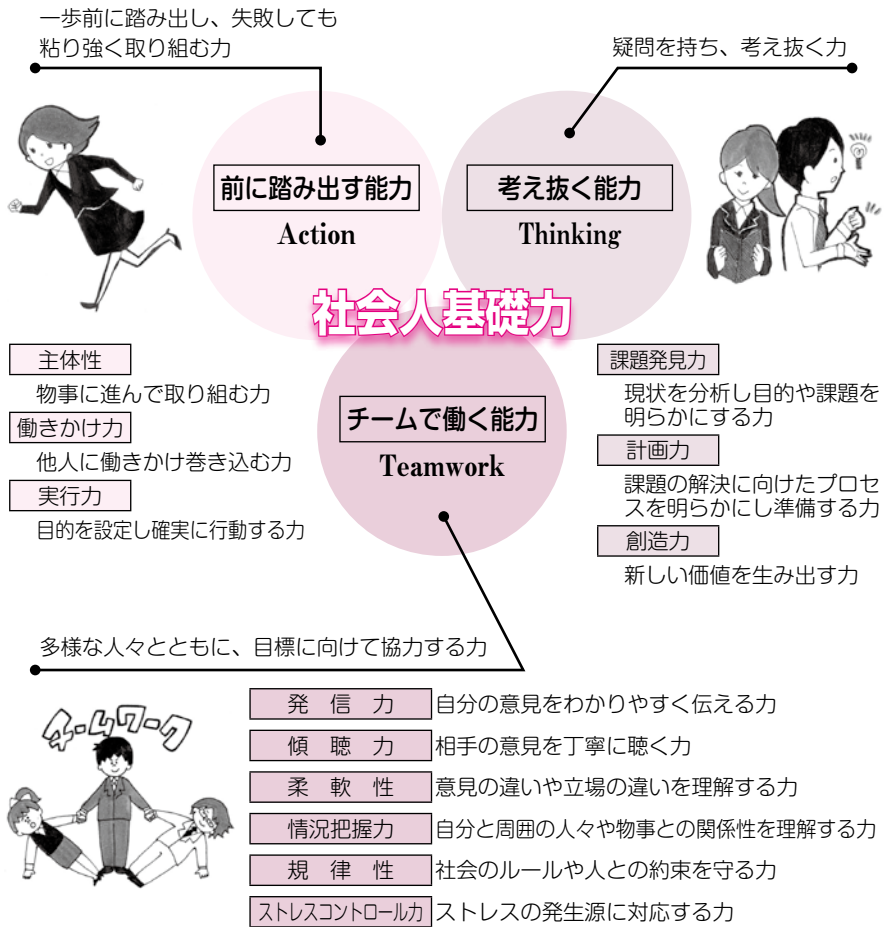 一歩前に踏み出し、失敗しても
粘り強く取り組む力
疑問を持ち、考え抜く力
前に踏み出す能力
Action
考え抜く能力
Thinking
社会人基礎力
チームで働く能力
Teamwork
主体性
物事に進んで取り組む力
働きかけ力
他人に働きかけ巻き込む力
実行力
目的を設定し確実に行動する力
課題発見力
現状を分析し目的や課題を
明らかにする力
計画力
課題の解決に向けたプロセ
スを明らかにし準備する力
創造力
新しい価値を生み出す力
多様な人々とともに、目標に向けて協力する力
チームワーク
発信力 自分の意見をわかりやすく伝える力
傾聴力 相手の意見を丁寧に聴く力
柔軟性 意見の違いや立場の違いを理解する力
情況把握力 自分と周囲の人々や物事との関係性を理解する力
規律性 社会のルールや人との約束を守る力
ストレスコントロール力 ストレスの発生源に対応する力